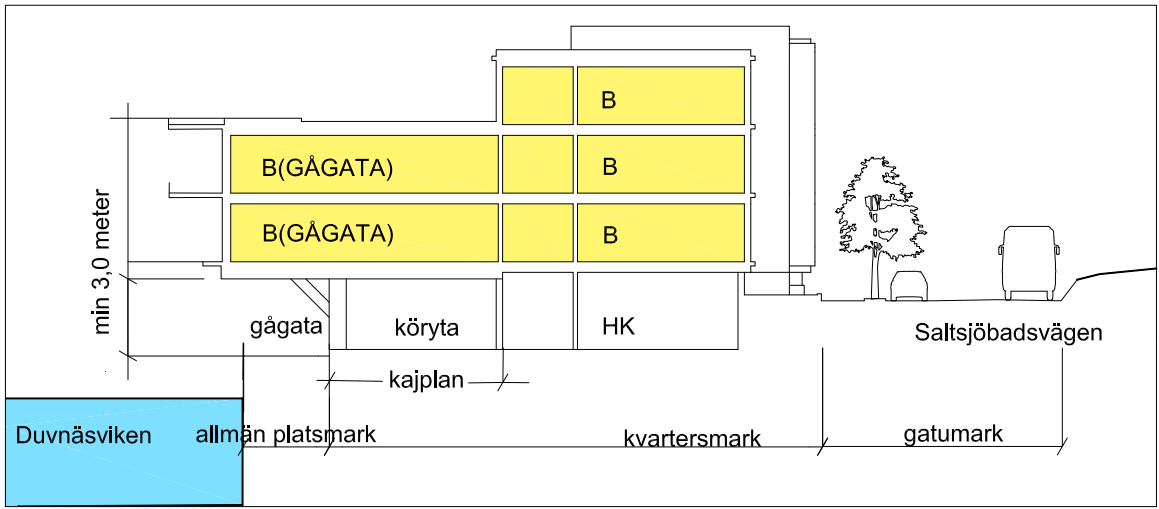 B
B(GÅGATA)
B
B(GÅGATA)
B
min 3,0 meter
gågata
köryta
HK
Saltsjöbadsvägen
kajplan
Duvnäsviken
allmän platsmark
kvartersmark
gatumark